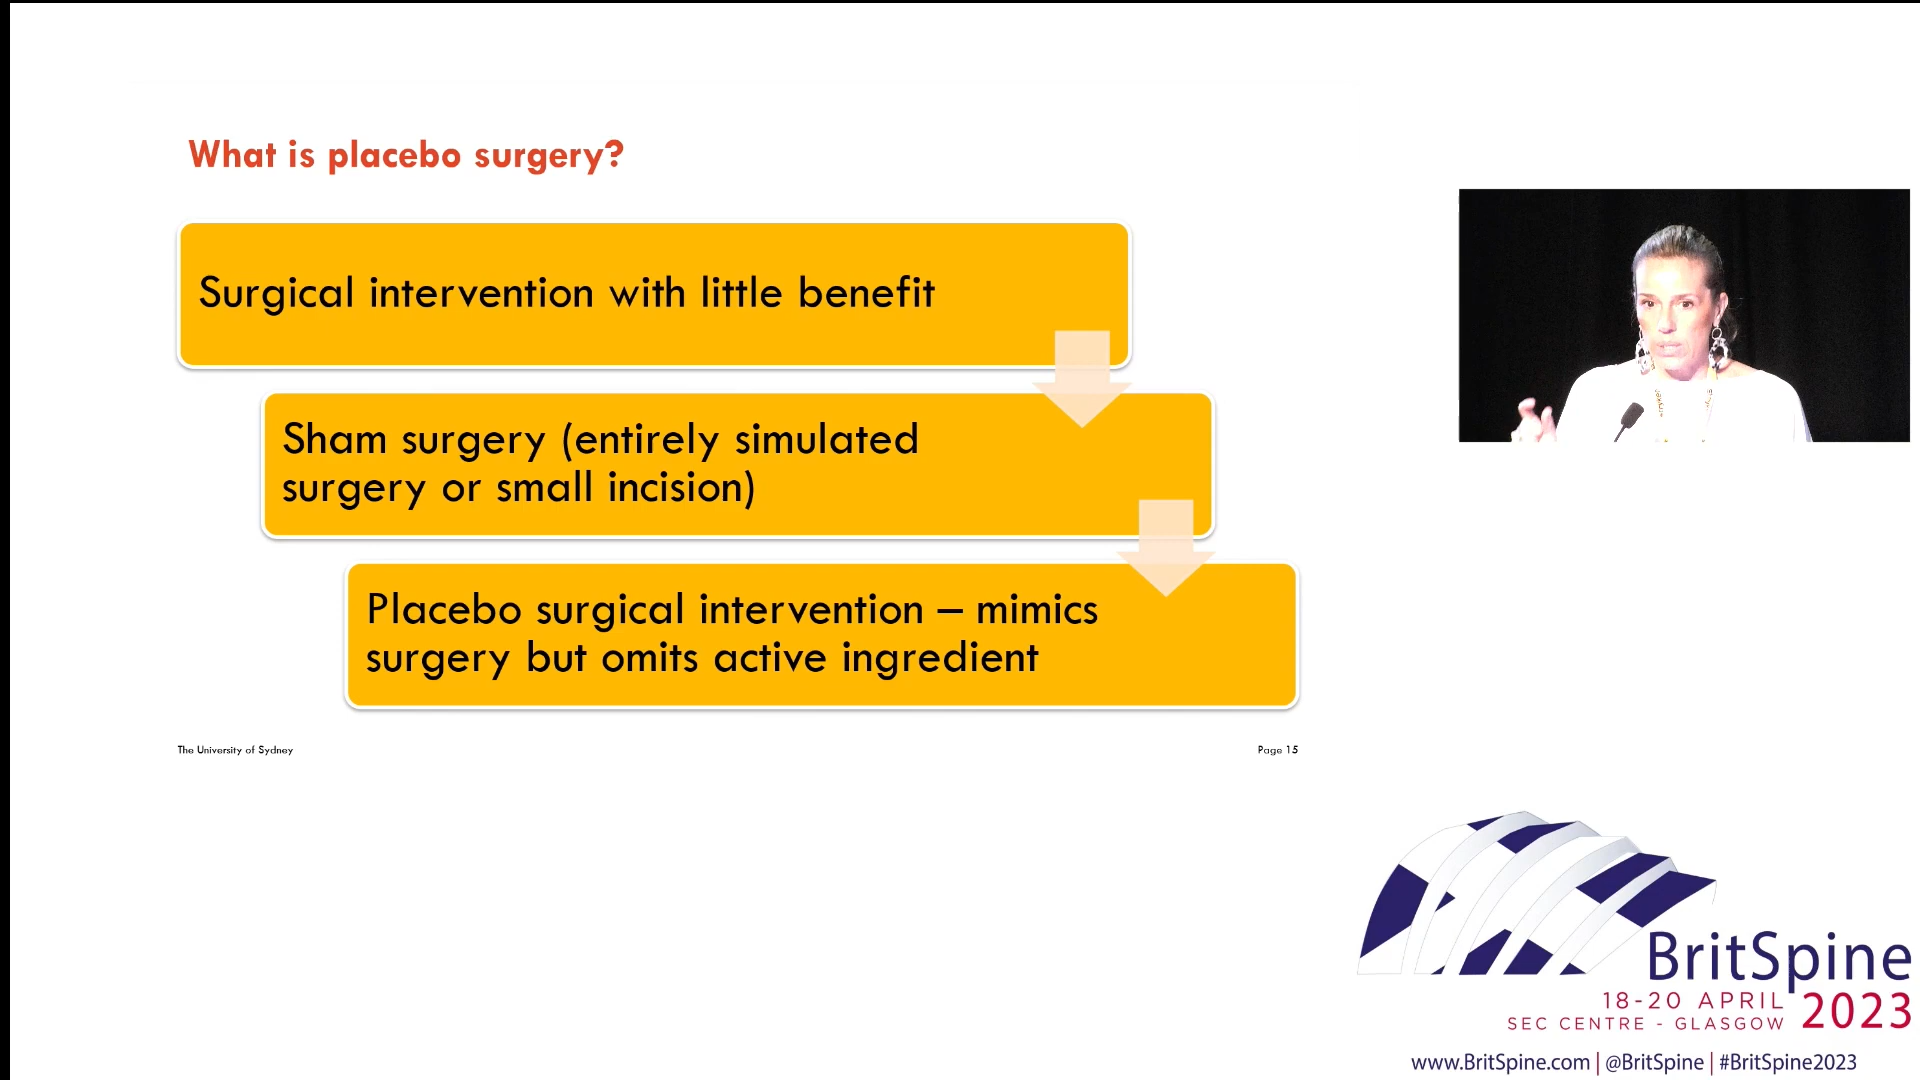 What is placebo surgery?
Surgical intervention with little benefit
Sham surgery (entirely simulated
surgery or small incision)
Placebo surgical intervention – mimics
surgery but omits active ingredient
The University of Sydney
Page 15
BritSpine
18-20 APRIL 2023
SEC CENTRE - GLASGOW
www.BritSpine.com | @BritSpine | #BritSpine2023